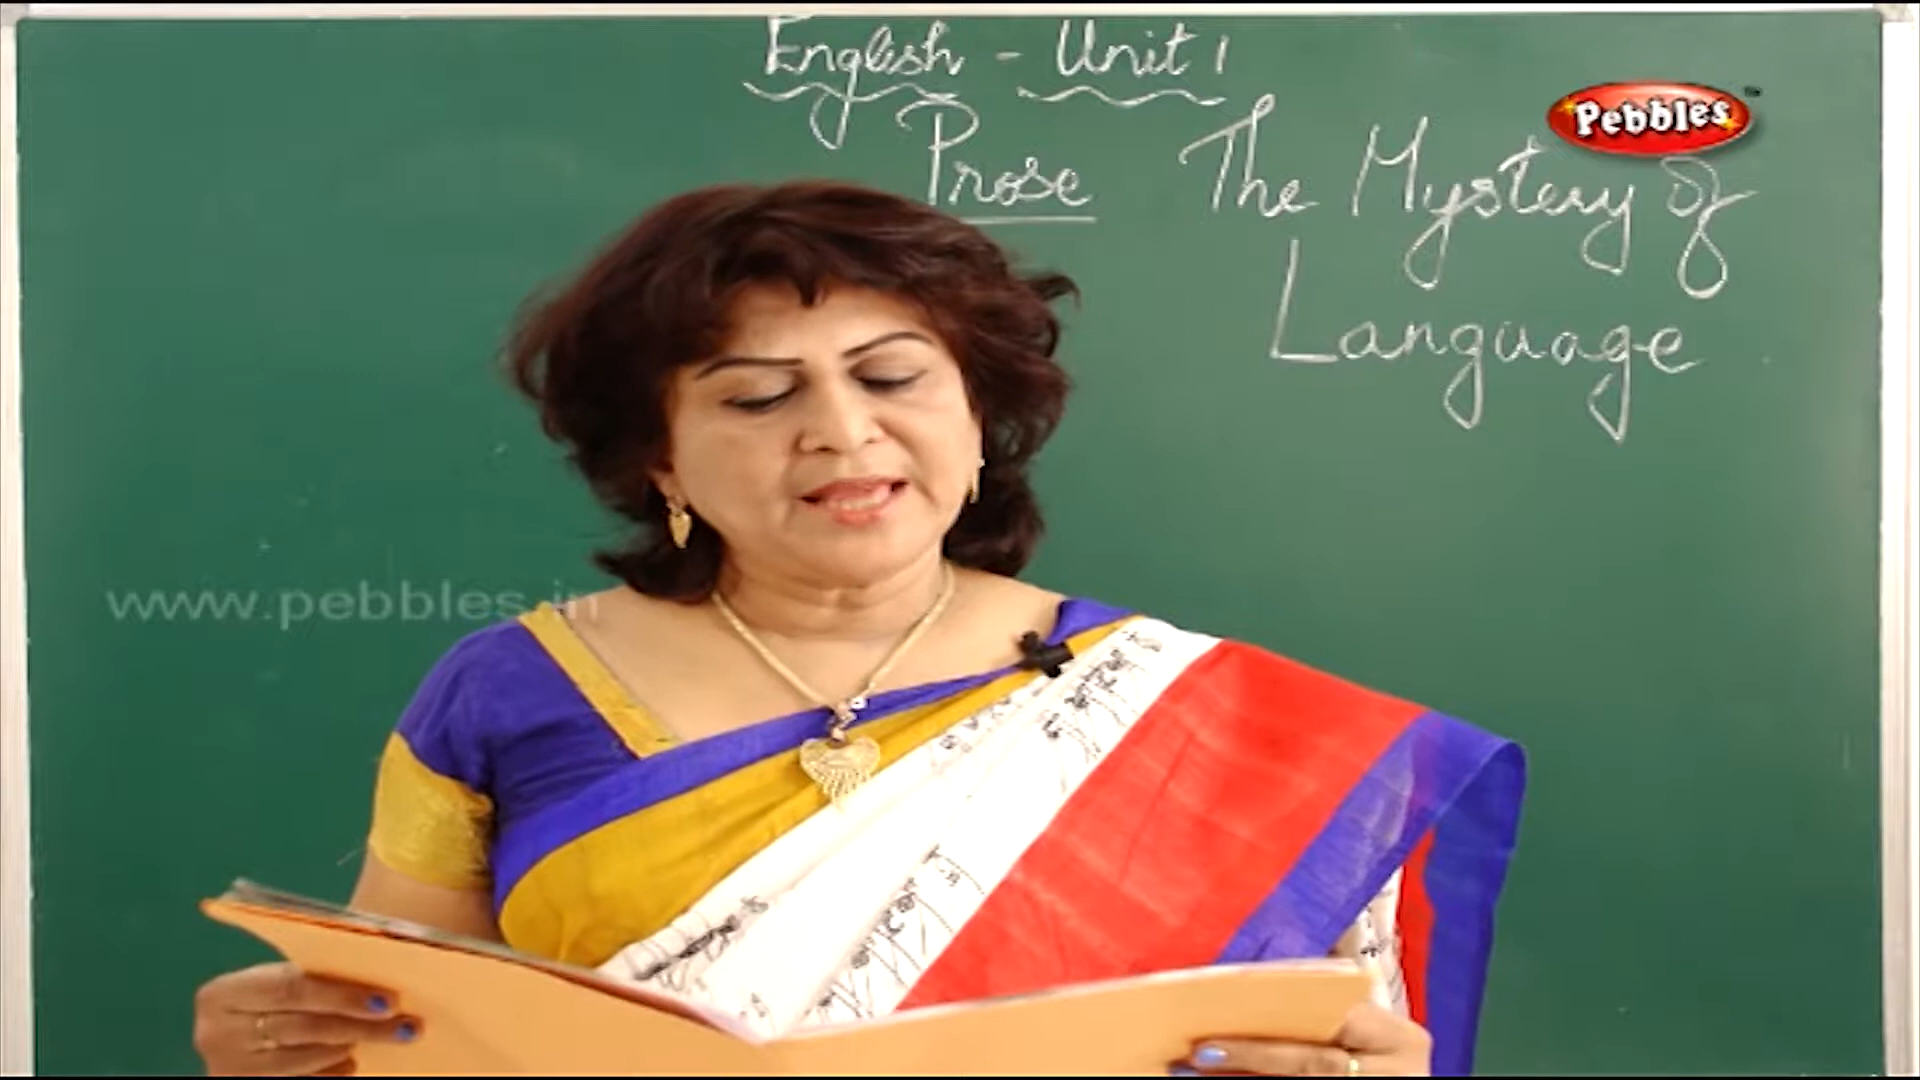 English - Unit 1
Pebbles
Prose The Mystery of
Language
www.pebbles.in